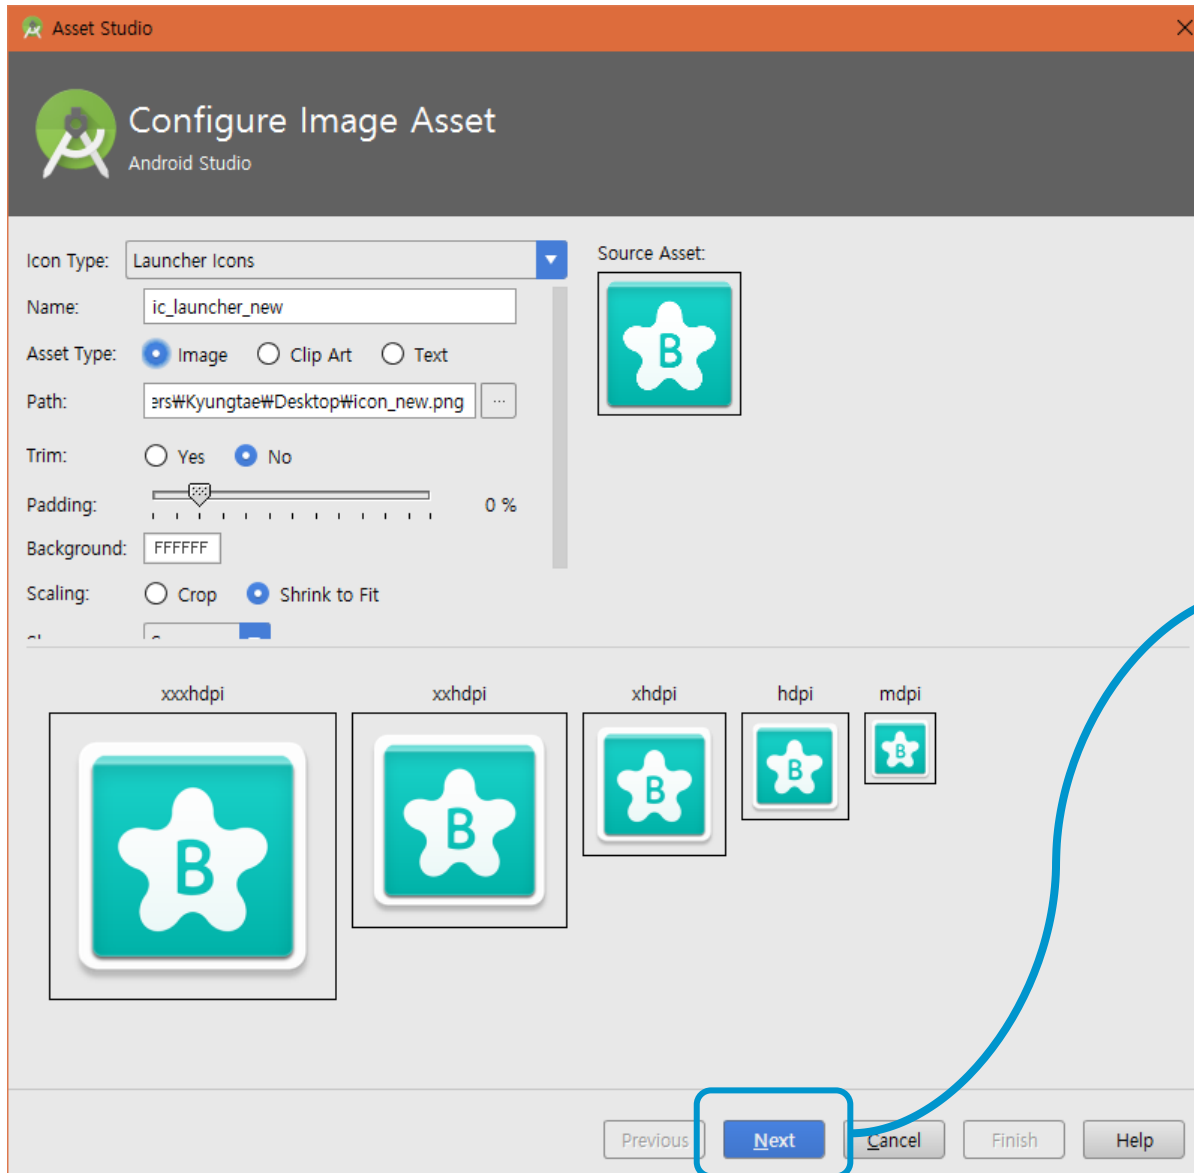 Asset Studio
Configure Image Asset
Android Studio
Icon Type: Launcher Icons
Source Asset:
Name: ic_launcher_new
Asset Type: Image Clip Art Text
Path: ers₩Kyungtae₩Desktop₩icon_new.png ...
Trim: Yes No
Padding: 0 %
Background: FFFFFF
Scaling: Crop Shrink to Fit
xxxhdpi xxhdpi xhdpi hdpi mdpi
B
B B B B B
Previous Next Cancel Finish Help